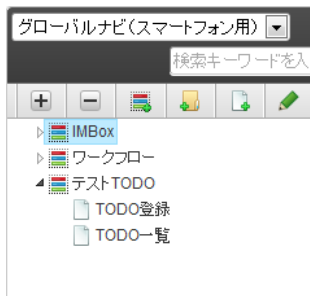 グローバルナビ(スマートフォン用)
検索キーワードを入
IMBox
ワークフロー
テストTODO
TODO登録
TODO一覧